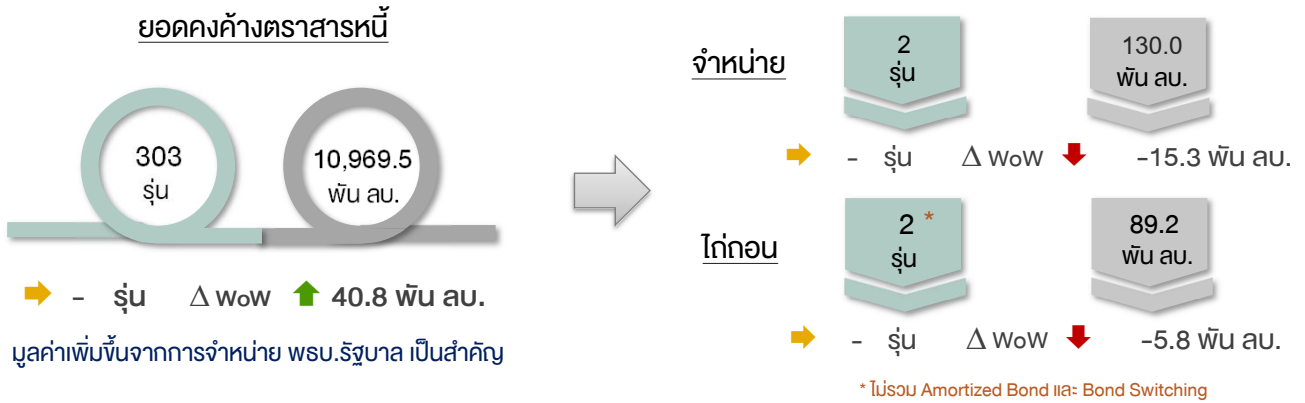 ยอดคงค้างตราสารหนี้
303
รุ่น
10,969.5
พัน ลบ.
- รุ่น Δ WoW 40.8 พัน ลบ.
มูลค่าเพิ่มขึ้นจากการจำหน่าย พธบ.รัฐบาล เป็นสำคัญ
จำหน่าย
2
รุ่น
130.0
พัน ลบ.
- รุ่น Δ WoW -15.3 พัน ลบ.
ไถ่ถอน
2 *
รุ่น
89.2
พัน ลบ.
- รุ่น Δ WoW -5.8 พัน ลบ.
* ไม่รวม Amortized Bond และ Bond Switching